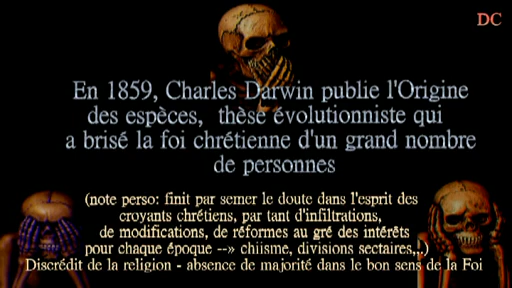 DC
En 1859, Charles Darwin publie l'Origine
des espèces, thèse évolutionniste qui
a brisé la foi chrétienne d'un grand nombre
de personnes
(note perso: finit par semer le doute dans l'esprit des
croyants chrétiens, par tant d'infiltrations,
de modifications, de réformes au gré des intérêts
pour chaque époque --» chiisme, divisions sectaires,,.)
Discrédit de la religion - absence de majorité dans le bon sens de la Foi